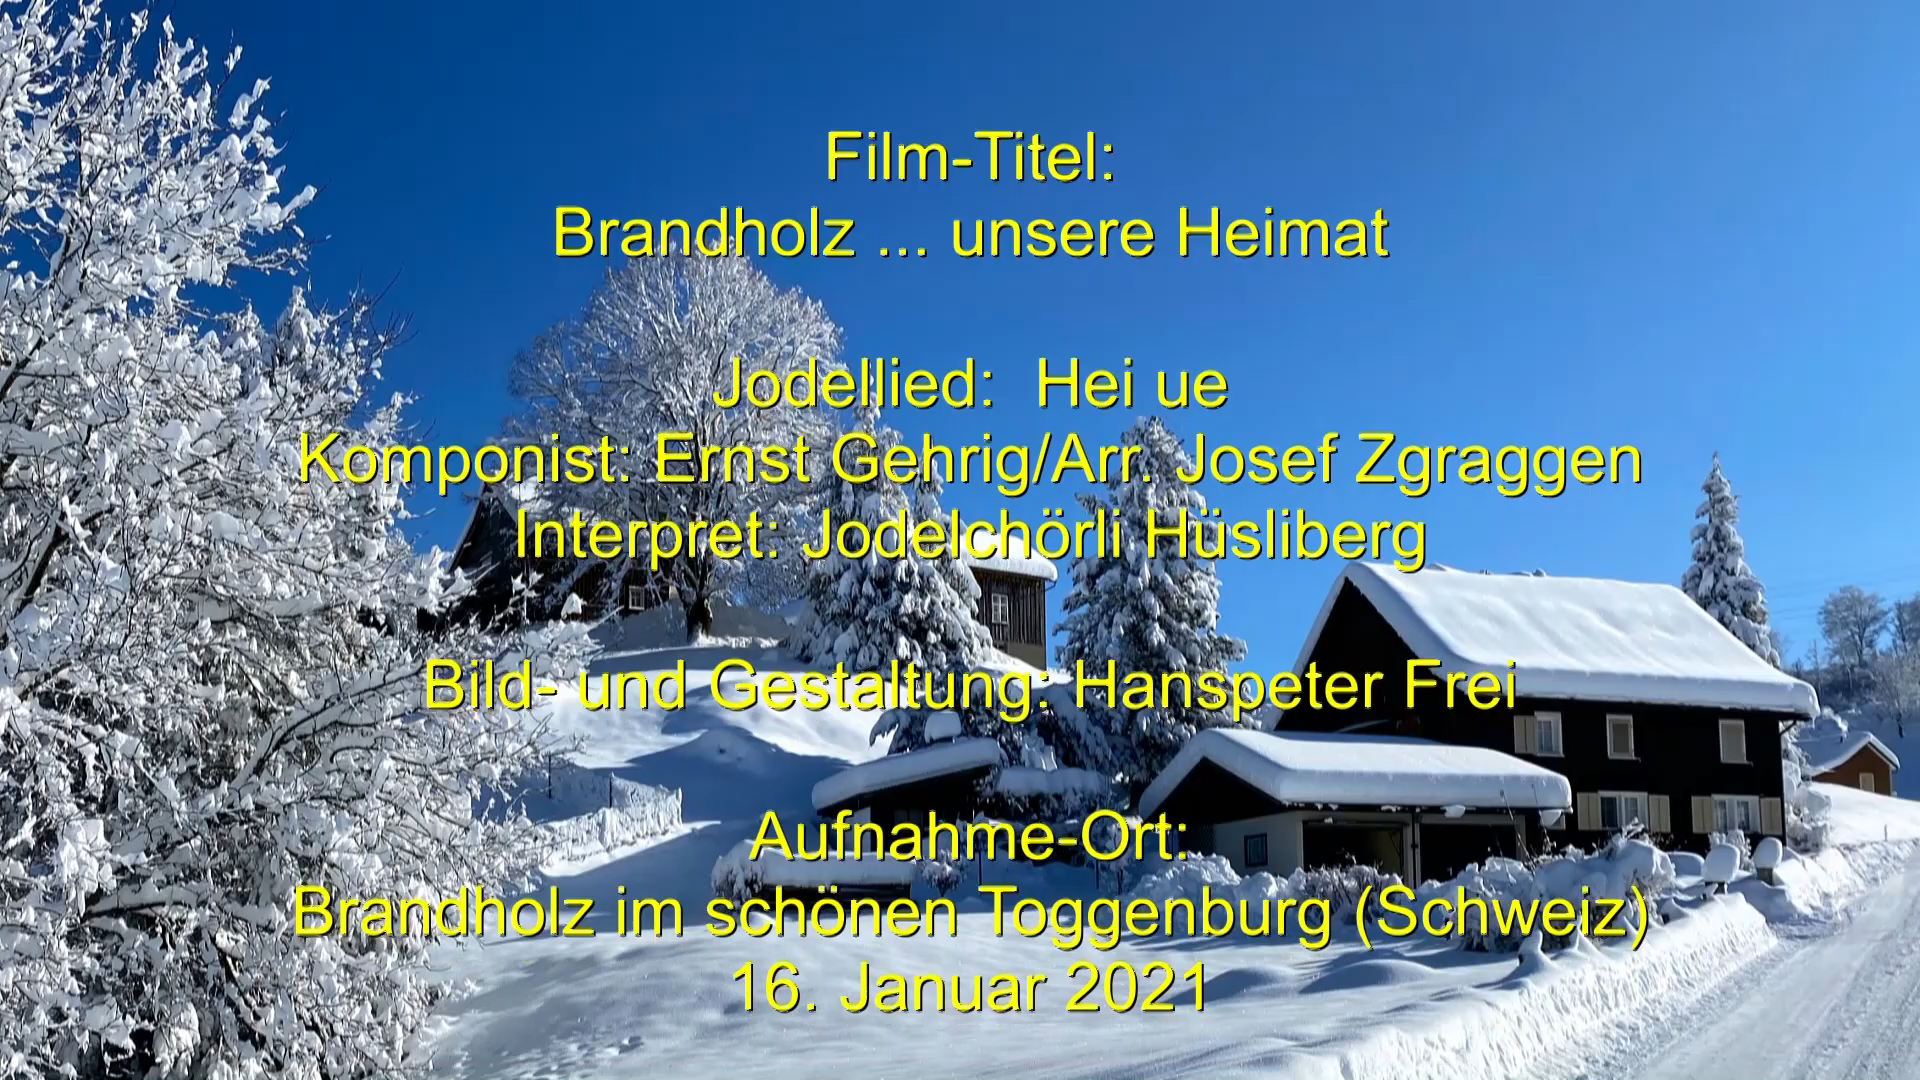 Film-Titel:
Brandholz ... unsere Heimat
Jodellied: Hei ue
Komponist: Ernst Gehrig/Arr. Josef Zgraggen
Interpret: Jodelchörli Hüsliberg
Bild- und Gestaltung: Hanspeter Frei
Aufnahme-Ort:
Brandholz im schönen Toggenburg (Schweiz)
16. Januar 2021